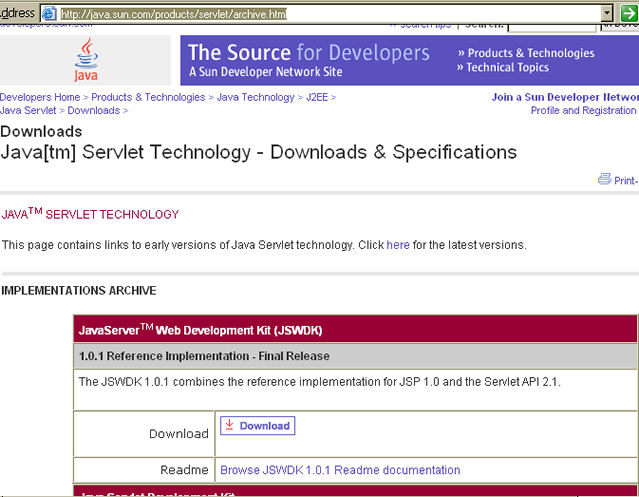 Address http://java.sun.com/products/servlet/archive.htm
developers.sun.com » search tips | Search:
Java
The Source for Developers
A Sun Developer Network Site
» Products & Technologies
» Technical Topics
Developers Home > Products & Technologies > Java Technology > J2EE >
Java Servlet > Downloads >
Join a Sun Developer Networ
Profile and Registration
Downloads
Java[tm] Servlet Technology - Downloads & Specifications
Print-
JAVA™ SERVLET TECHNOLOGY
This page contains links to early versions of Java Servlet technology. Click here for the latest versions.
IMPLEMENTATIONS ARCHIVE
JavaServer™ Web Development Kit (JSWDK)
1.0.1 Reference Implementation - Final Release
The JSWDK 1.0.1 combines the reference implementation for JSP 1.0 and the Servlet API 2.1.
Download Download
Readme Browse JSWDK 1.0.1 Readme documentation
Java Servlet Development Kit